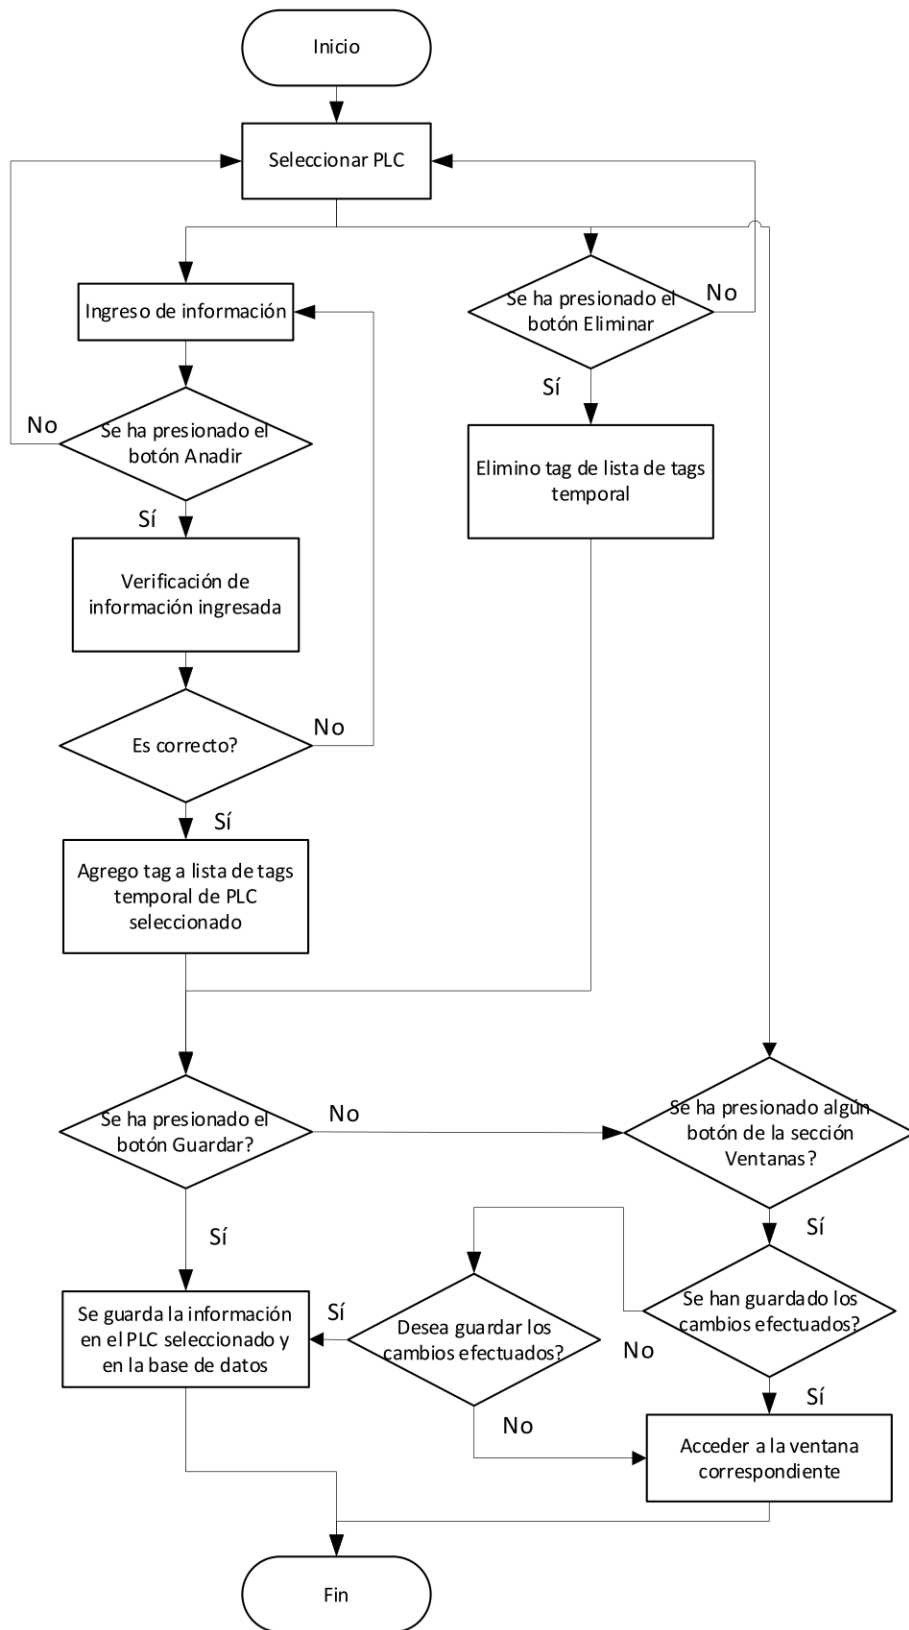 Inicio
Seleccionar PLC
Ingreso de información
Se ha presionado el
botón Eliminar
No
Sí
No
Se ha presionado el
botón Anadir
Sí
Elimino tag de lista de tags
temporal
Verificación de
información ingresada
Es correcto?
No
Sí
Agrego tag a lista de tags
temporal de PLC
seleccionado
Se ha presionado el
botón Guardar?
No
Se ha presionado algún
botón de la sección
Ventanas?
Sí
Sí
Se guarda la información
en el PLC seleccionado y
en la base de datos
Sí
Desea guardar los
cambios efectuados?
No
Se han guardado los
cambios efectuados?
No
Sí
Acceder a la ventana
correspondiente
Fin